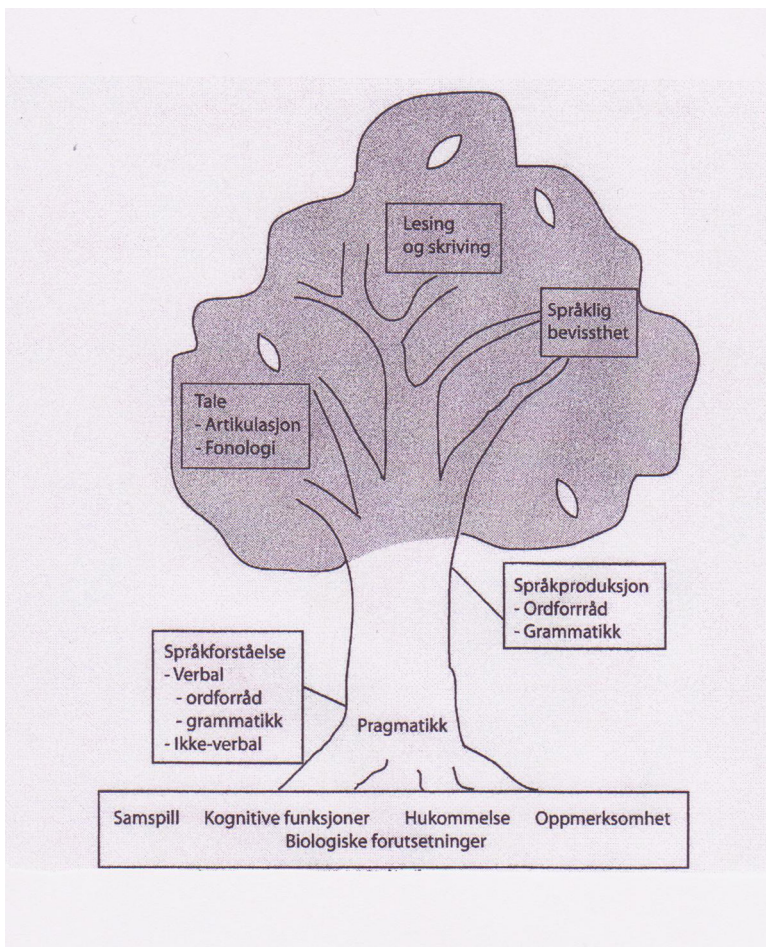 Lesing
og skriving
Språklig
bevissthet
Tale
- Artikulasjon
- Fonologi
Språkproduksjon
- Ordforrråd
- Grammatikk
Språkforståelse
- Verbal
- ordforråd
- grammatikk
- Ikke-verbal
Pragmatikk
Samspill Kognitive funksjoner Hukommelse Oppmerksomhet
Biologiske forutsetninger